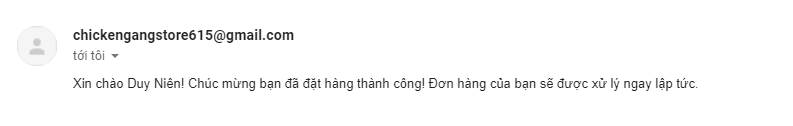 chickengangstore615@gmail.com
tới tôi
Xin chào Duy Niên! Chúc mừng bạn đã đặt hàng thành công! Đơn hàng của bạn sẽ được xử lý ngay lập tức.